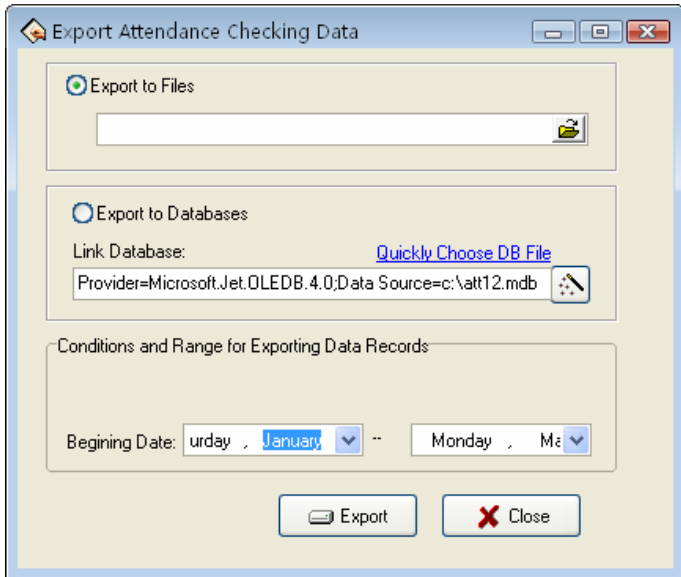 Export Attendance Checking Data
Export to Files
Export to Databases
Link Database: Quickly Choose DB File
Provider=Microsoft.Jet.OLEDB.4.0;Data Source=c:\att12.mdb
Conditions and Range for Exporting Data Records
Begining Date: urday , January -- Monday , Ma
Export Close